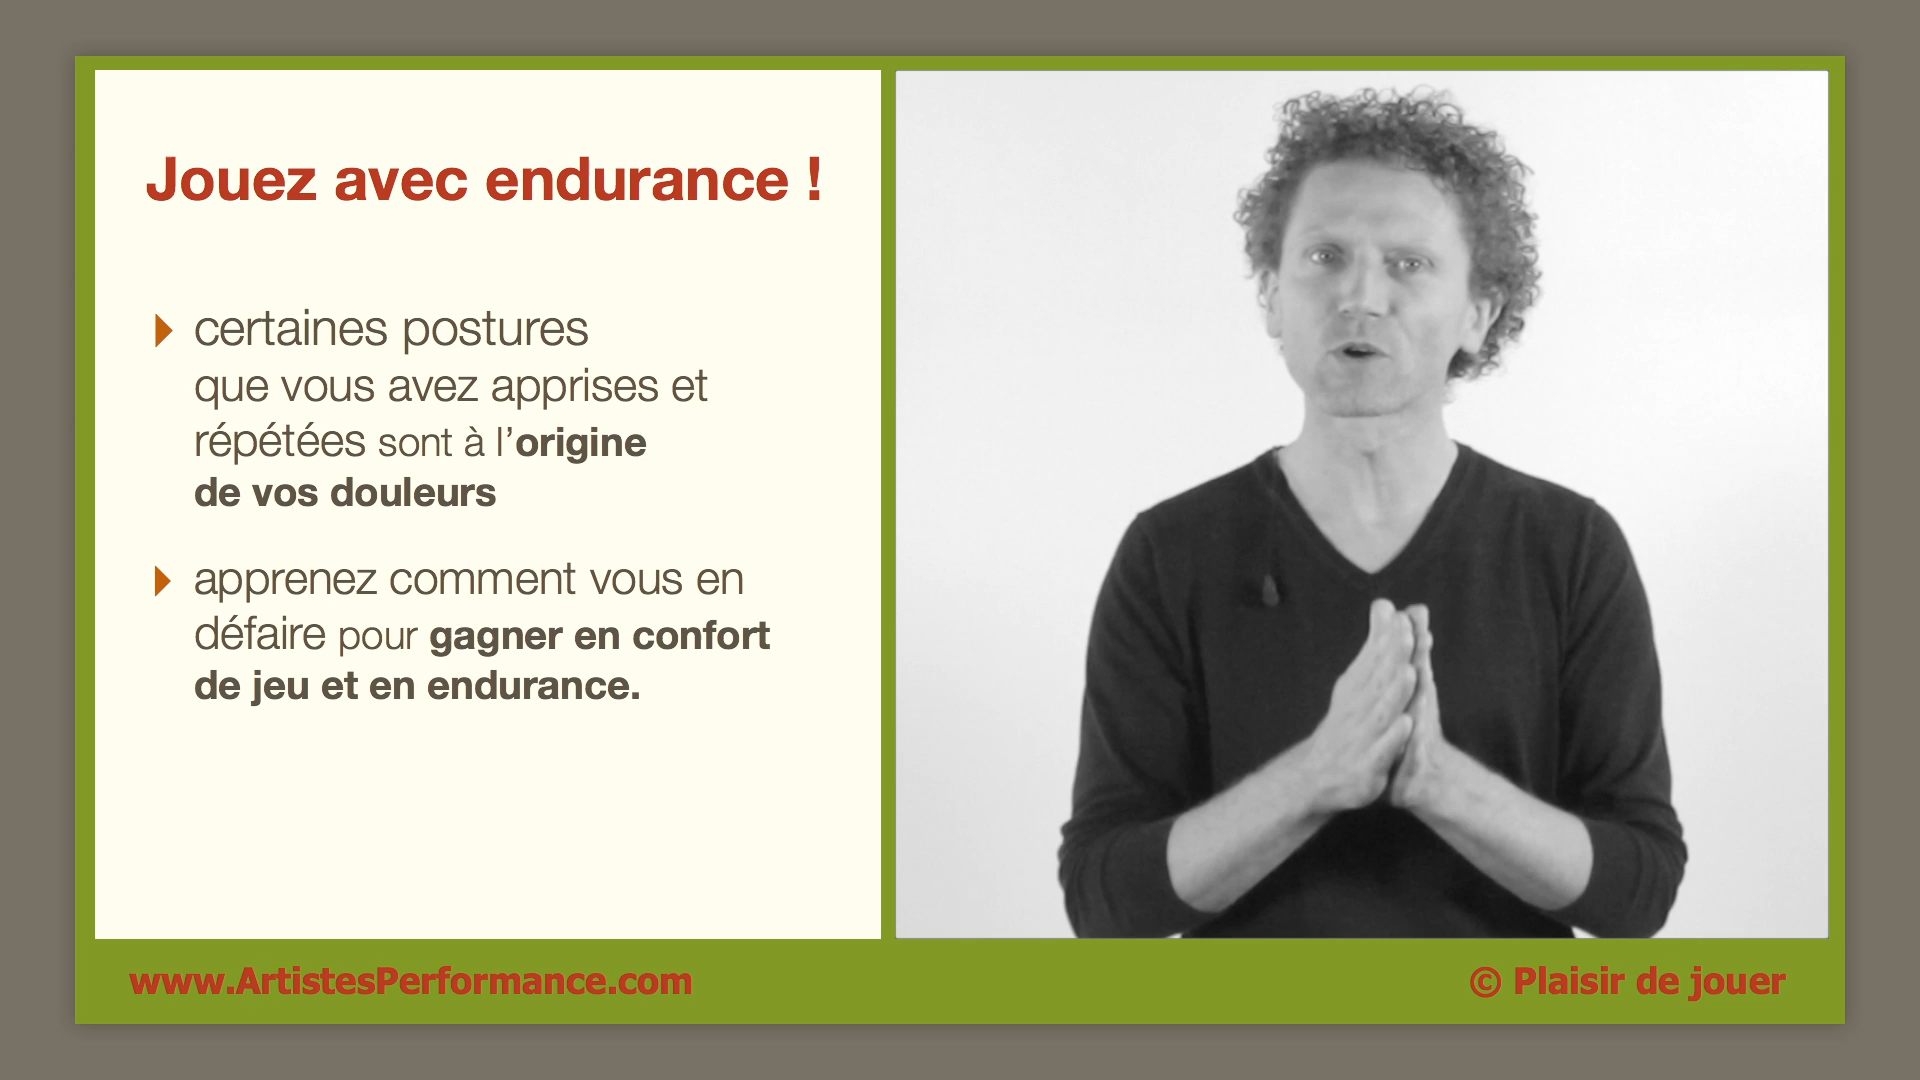 Jouez avec endurance !
certaines postures
que vous avez apprises et
répétées sont à l’origine
de vos douleurs
apprenez comment vous en
défaire pour gagner en confort
de jeu et en endurance.
www.ArtistesPerformance.com
© Plaisir de jouer